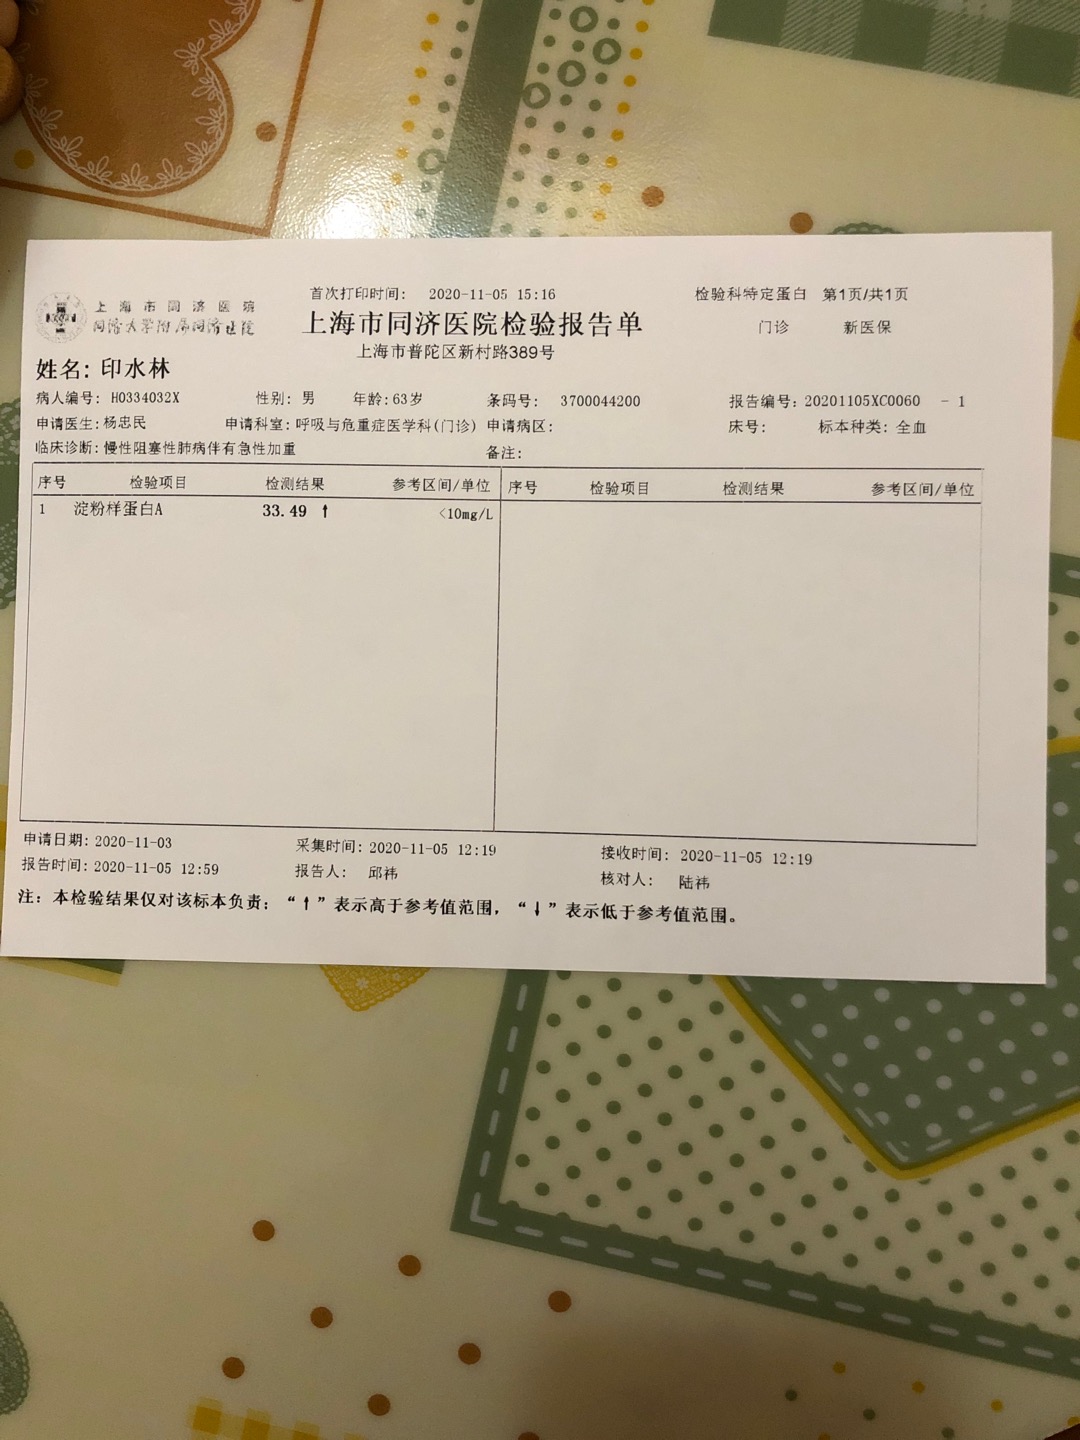 上海市同济医院
同济大学附属同济医院
首次打印时间: 2020-11-05 15:16
检验科特定蛋白 第1页/共1页
上海市同济医院检验报告单
门诊 新医保
上海市普陀区新村路389号
姓名: 印水林
病人编号: H0334032X 性别: 男 年龄:63岁 条码号: 3700044200 报告编号: 20201105XC0060 - 1
申请医生: 杨忠民 申请科室: 呼吸与危重症医学科(门诊) 申请病区: 床号: 标本种类: 全血
临床诊断: 慢性阻塞性肺病伴有急性加重 备注:
序号 检验项目 检测结果 参考区间/单位 序号 检验项目 检测结果 参考区间/单位
1 淀粉样蛋白A 33.49 ↑ <10mg/L
申请日期: 2020-11-03 采集时间: 2020-11-05 12:19 接收时间: 2020-11-05 12:19
报告时间: 2020-11-05 12:59 报告人: 邱祎 核对人: 陆祎
注: 本检验结果仅对该标本负责; “↑”表示高于参考值范围, “↓”表示低于参考值范围。